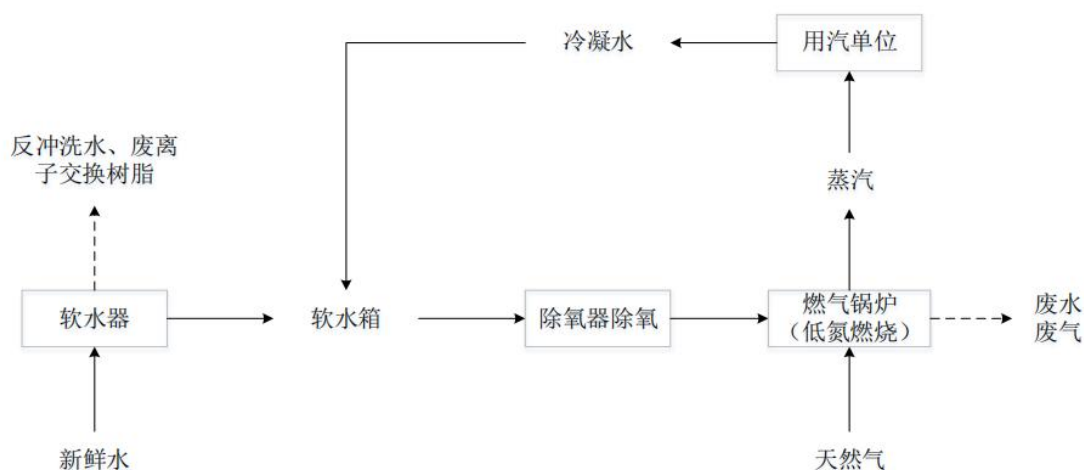 冷凝水
用汽单位
反冲洗水、废离
子交换树脂
蒸汽
软水器
软水箱
除氧器除氧
燃气锅炉
（低氮燃烧）
废水
废气
新鲜水
天然气